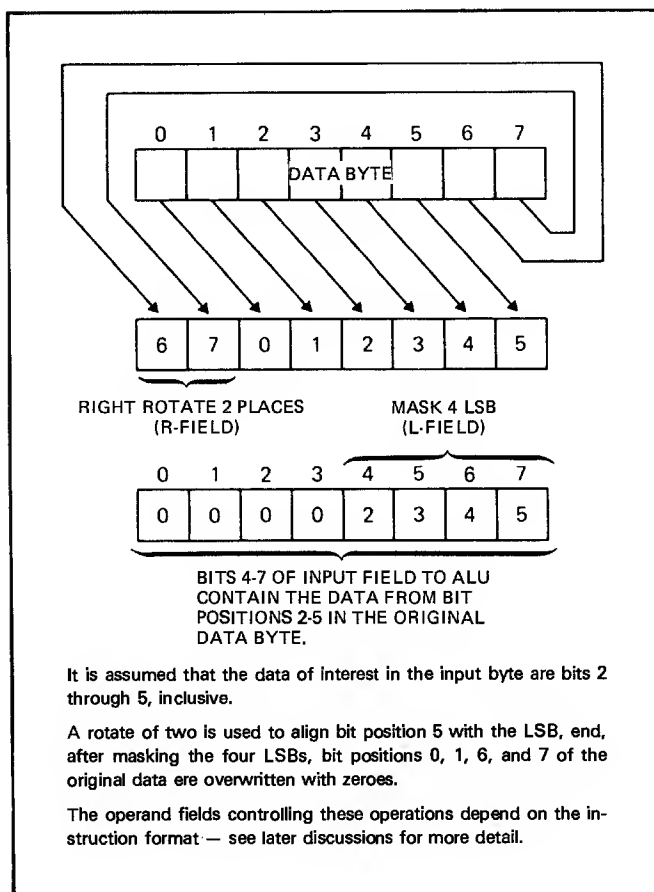 0 1 2 3 4 5 6 7
DATA BYTE
6 7 0 1 2 3 4 5
RIGHT ROTATE 2 PLACES
(R-FIELD)
MASK 4 LSB
(L-FIELD)
0 1 2 3 4 5 6 7
0 0 0 0 2 3 4 5
BITS 4-7 OF INPUT FIELD TO ALU
CONTAIN THE DATA FROM BIT
POSITIONS 2-5 IN THE ORIGINAL
DATA BYTE.
It is assumed that the data of interest in the input byte are bits 2
through 5, inclusive.
A rotate of two is used to align bit position 5 with the LSB, end,
after masking the four LSBs, bit positions 0, 1, 6, and 7 of the
original data ere overwritten with zeroes.
The operand fields controlling these operations depend on the in-
struction format — see later discussions for more detail.